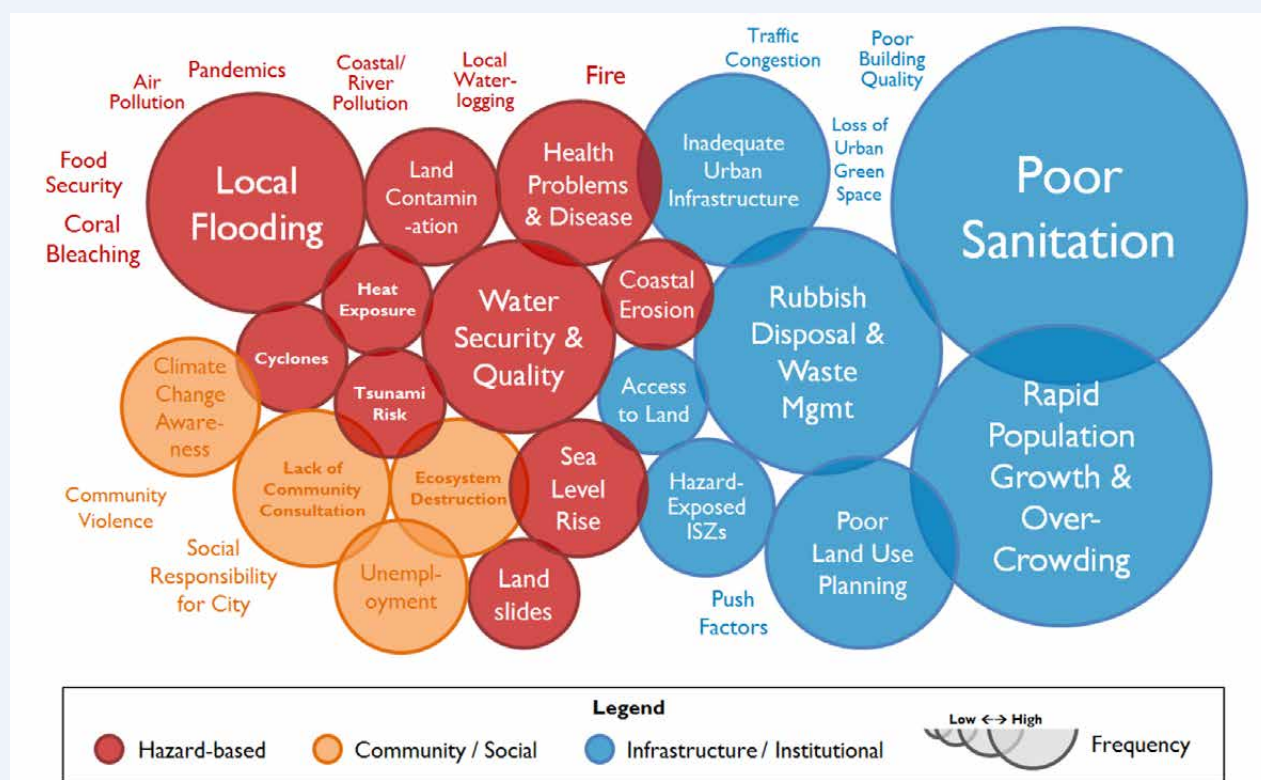 Air
Pollution
Pandemics
Coastal/
River
Pollution
Local
Water-
logging
Fire
Traffic
Congestion
Poor
Building
Quality
Loss of
Urban
Green
Space
Food
Security
Coral
Bleaching
Local
Flooding
Land
Contamin
-ation
Health
Problems
& Disease
Inadequate
Urban
Infrastructure
Poor
Sanitation
Heat
Exposure
Cyclones
Tsunami
Risk
Water
Security &
Quality
Coastal
Erosion
Access
to Land
Rubbish
Disposal &
Waste
Mgmt
Rapid
Population
Growth &
Over-
Crowding
Climate
Change
Aware-
ness
Lack of
Community
Consultation
Ecosystem
Destruction
Sea
Level
Rise
Hazard-
Exposed
ISZs
Poor
Land Use
Planning
Community
Violence
Social
Responsibility
for City
Unempl-
oyment
Land
slides
Push
Factors
Legend
Hazard-based
Community / Social
Infrastructure / Institutional
Low ←→ High
Frequency